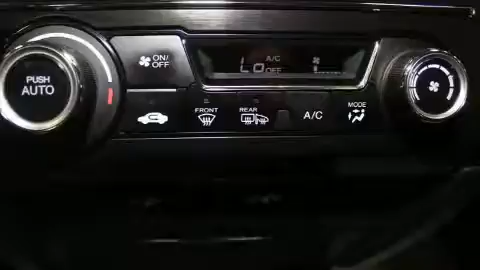 PUSH
AUTO
ON/
OFF
Lo
A/C
OFF
FRONT
REAR
A/C
MODE